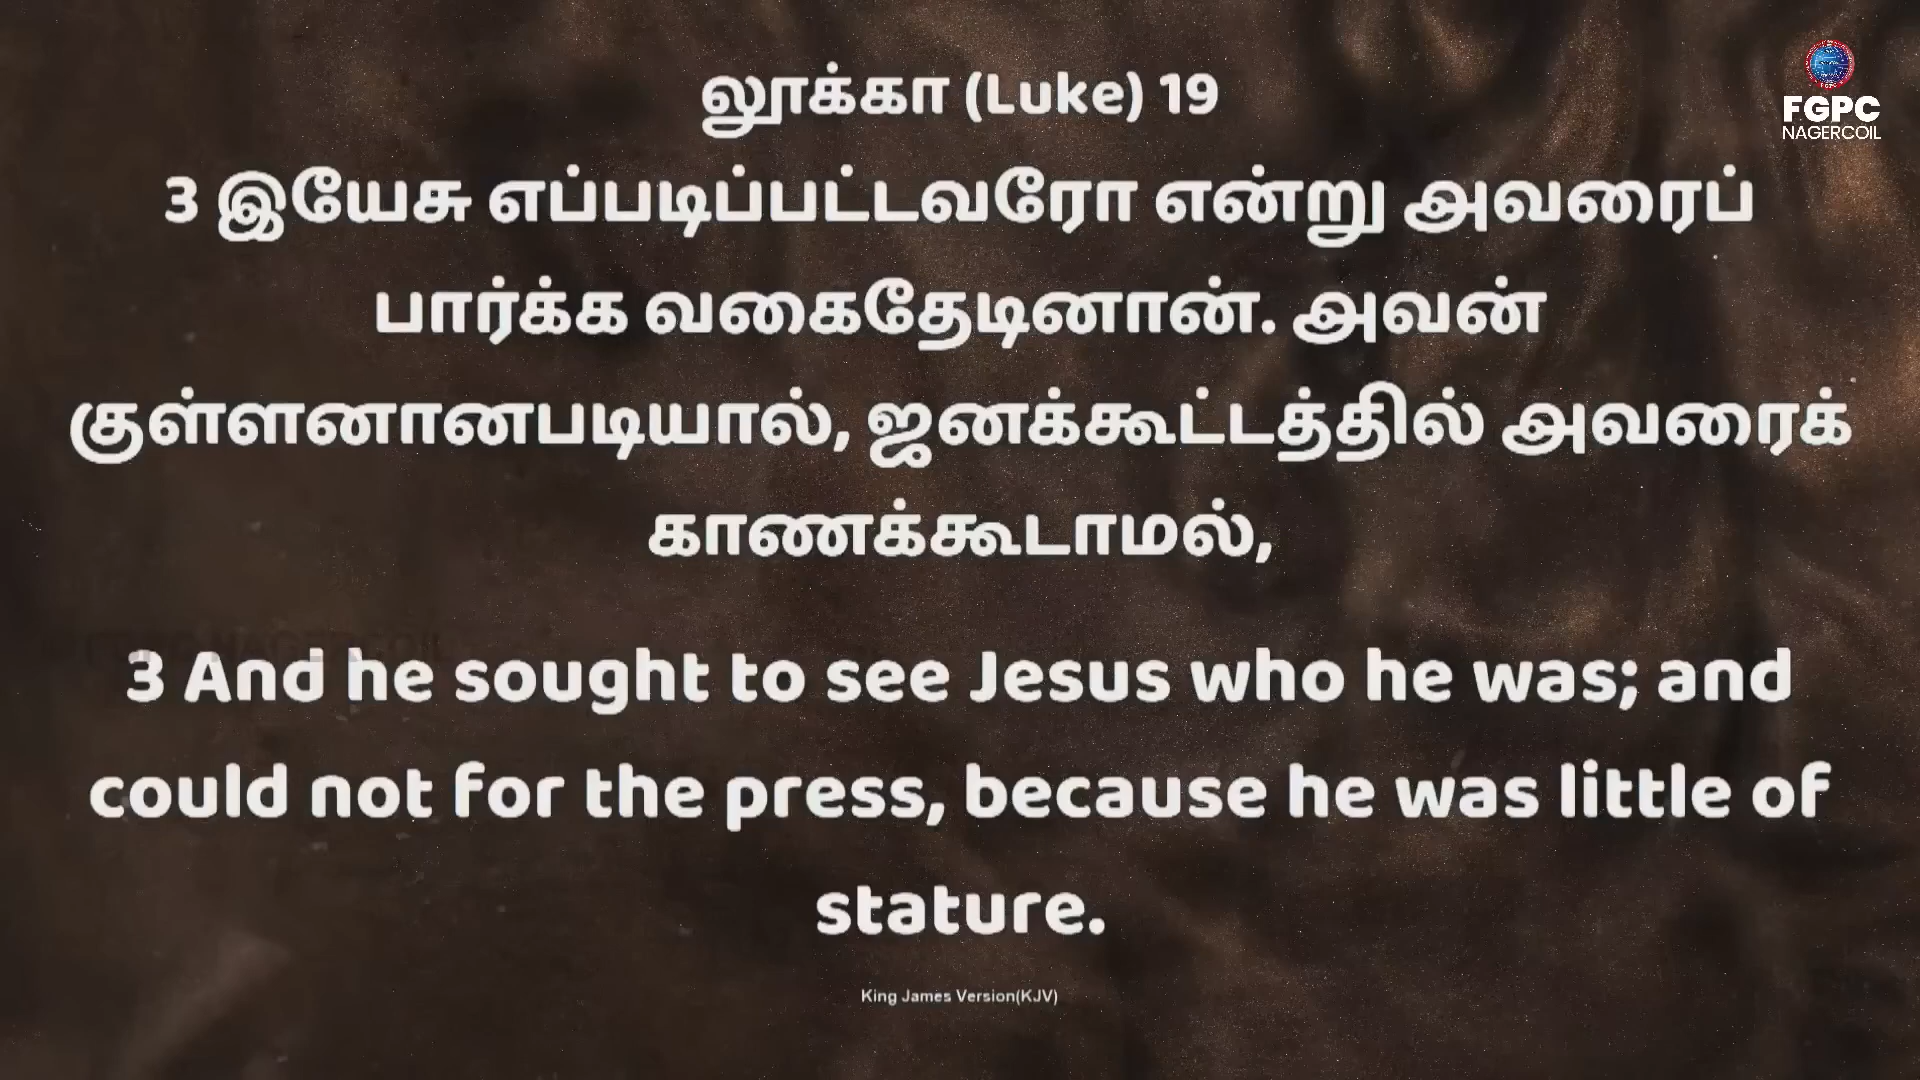 லூக்கா (Luke) 19
FGPC
NAGERCOIL
3 இயேசு எப்படிப்பட்டவரோ என்று அவரைப்
பார்க்க வகைதேடினான். அவன்
குள்ளனானபடியால், ஜனக்கூட்டத்தில் அவரைக்
காணக்கூடாமல்,
3 And he sought to see Jesus who he was; and
could not for the press, because he was little of
stature.
King James Version(KJV)